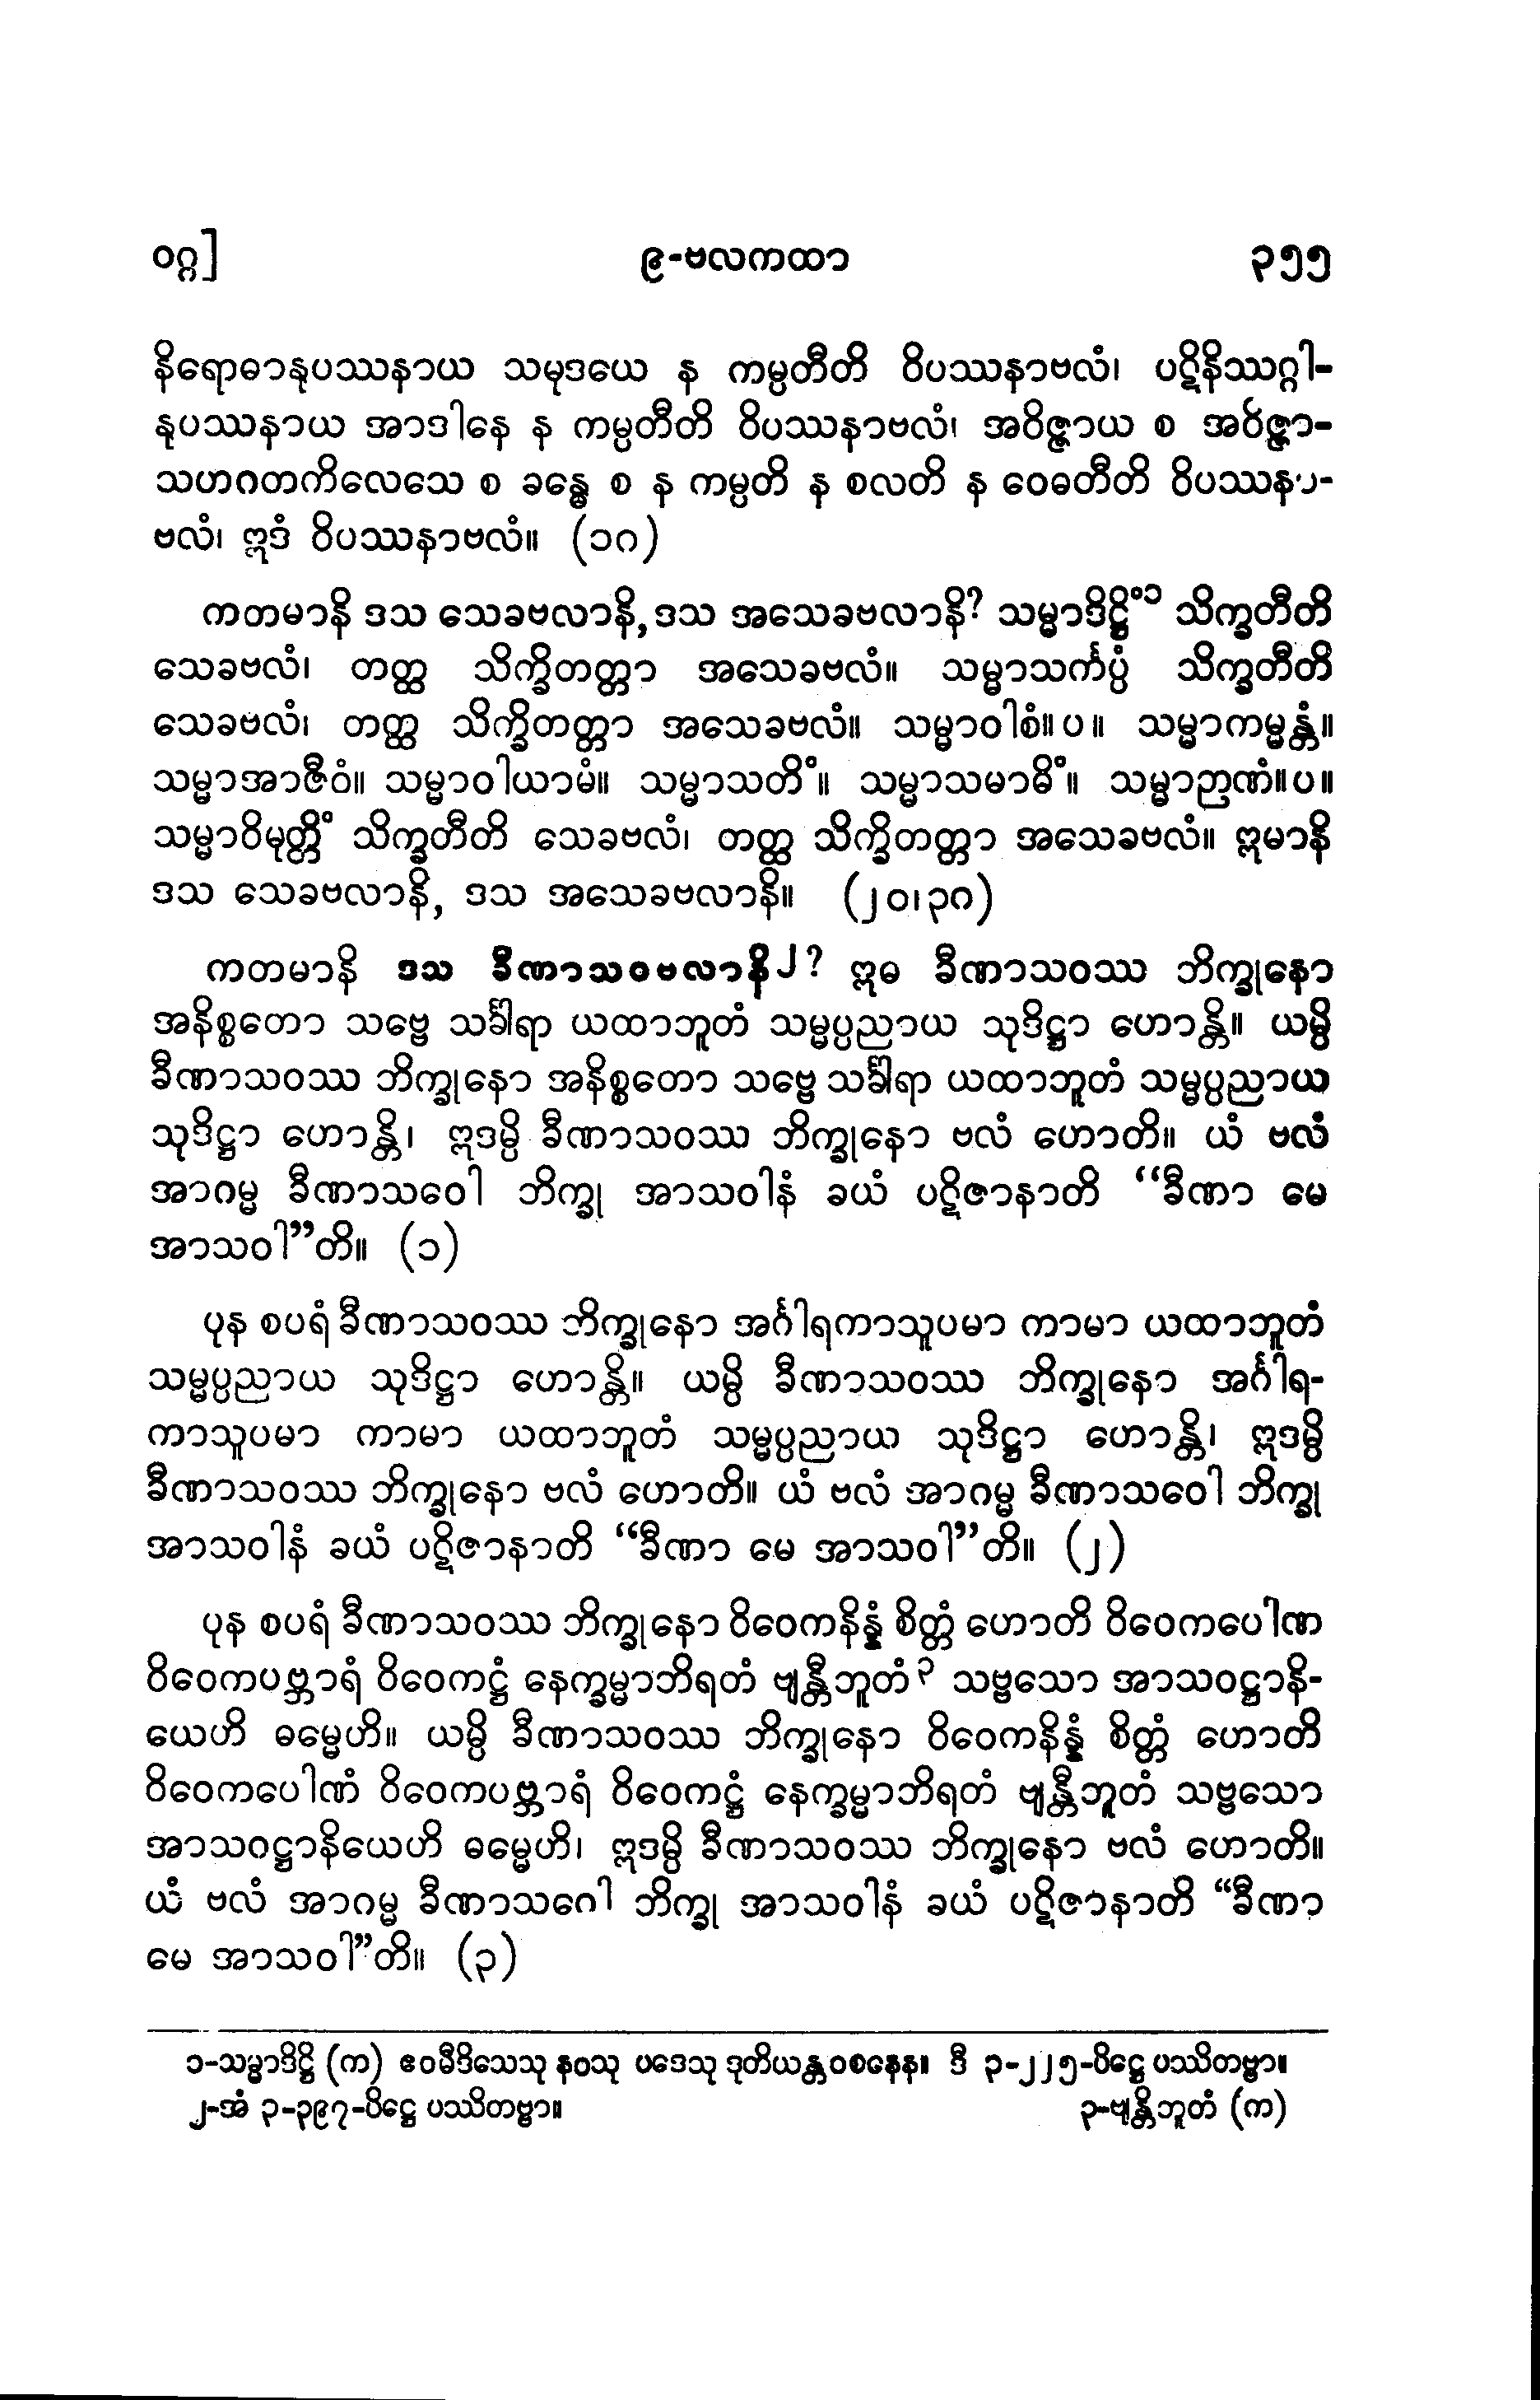 ဝဂ္ဂ]
၉-ဗလကထာ
၃၅၅
နိရောဓာနုပဿနာယ သမုဒယေ န ကမ္ပတီတိ ဝိပဿနာဗလံ၊ ပဋိနိဿဂ္ဂါ-
နုပဿနာယ အာဒါနေ န ကမ္ပတီတိ ဝိပဿနာဗလံ၊ အဝိဇ္ဇာယ စ အဝိဇ္ဇာ-
သဟဂတကိလေသေ စ ခန္ဓေ စ န ကမ္ပတိ န စလတိ န ဝေဓတီတိ ဝိပဿနာ-
ဗလံ၊ ဣဒံ ဝိပဿနာဗလံ။ (၁ဂ)
ကတမာနိ ဒသ သေခဗလာနိ, ဒသ အသေခဗလာနိ? သမ္မာဒိဋ္ဌိံ၁ သိက္ခတီတိ
သေခဗလံ၊ တတ္ထ သိက္ခိတတ္တာ အသေခဗလံ။ သမ္မာသင်္ကပ္ပံ သိက္ခတီတိ
သေခဗလံ၊ တတ္ထ သိက္ခိတတ္တာ အသေခဗလံ။ သမ္မာဝါစံ။ပ။ သမ္မာကမ္မန္တံ။
သမ္မာအာဇီဝံ။ သမ္မာဝါယာမံ။ သမ္မာသတိံ။ သမ္မာသမာဓိံ။ သမ္မာဉာဏံ။ပ။
သမ္မာဝိမုတ္တိံ သိက္ခတီတိ သေခဗလံ၊ တတ္ထ သိက္ခိတတ္တာ အသေခဗလံ။ ဣမာနိ
ဒသ သေခဗလာနိ, ဒသ အသေခဗလာနိ။ (၂၀၊၃ဂ)
ကတမာနိ ဒသ ခီဏာသဝဗလာနိ၂? ဣဓ ခီဏာသဝဿ ဘိက္ခုနော
အနိစ္စတော သဗ္ဗေ သင်္ခါရာ ယထာဘူတံ သမ္မပ္ပညာယ သုဒိဋ္ဌာ ဟောန္တိ။ ယမ္ပိ
ခီဏာသဝဿ ဘိက္ခုနော အနိစ္စတော သဗ္ဗေ သင်္ခါရာ ယထာဘူတံ သမ္မပ္ပညာယ
သုဒိဋ္ဌာ ဟောန္တိ၊ ဣဒမ္ပိ ခီဏာသဝဿ ဘိက္ခုနော ဗလံ ဟောတိ။ ယံ ဗလံ
အာဂမ္မ ခီဏာသဝေါ ဘိက္ခု အာသဝါနံ ခယံ ပဋိဇာနာတိ “ခီဏာ မေ
အာသဝါ”တိ။ (၁)
ပုန စပရံ ခီဏာသဝဿ ဘိက္ခုနော အင်္ဂါရကာသူပမာ ကာမာ ယထာဘူတံ
သမ္မပ္ပညာယ သုဒိဋ္ဌာ ဟောန္တိ။ ယမ္ပိ ခီဏာသဝဿ ဘိက္ခုနော အင်္ဂါရ-
ကာသူပမာ ကာမာ ယထာဘူတံ သမ္မပ္ပညာယ သုဒိဋ္ဌာ ဟောန္တိ၊ ဣဒမ္ပိ
ခီဏာသဝဿ ဘိက္ခုနော ဗလံ ဟောတိ။ ယံ ဗလံ အာဂမ္မ ခီဏာသဝေါ ဘိက္ခု
အာသဝါနံ ခယံ ပဋိဇာနာတိ “ခီဏာ မေ အာသဝါ”တိ။ (၂)
ပုန စပရံ ခီဏာသဝဿ ဘိက္ခုနော ဝိဝေကနိန္နံ စိတ္တံ ဟောတိ ဝိဝေကပေါဏ
ဝိဝေကပဗ္ဘာရံ ဝိဝေကဋ္ဌံ နေက္ခမ္မာဘိရတံ ဗျန္တီဘူတံ၃ သဗ္ဗသော အာသဝဋ္ဌာနိ-
ယေဟိ ဓမ္မေဟိ။ ယမ္ပိ ခီဏာသဝဿ ဘိက္ခုနော ဝိဝေကနိန္နံ စိတ္တံ ဟောတိ
ဝိဝေကပေါဏံ ဝိဝေကပဗ္ဘာရံ ဝိဝေကဋ္ဌံ နေက္ခမ္မာဘိရတံ ဗျန္တီဘူတံ သဗ္ဗသော
အာသဝဋ္ဌာနိယေဟိ ဓမ္မေဟိ၊ ဣဒမ္ပိ ခီဏာသဝဿ ဘိက္ခုနော ဗလံ ဟောတိ။
ယံ ဗလံ အာဂမ္မ ခီဏာသဝေါ ဘိက္ခု အာသဝါနံ ခယံ ပဋိဇာနာတိ “ခီဏာ
မေ အာသဝါ”တိ။ (၃)
၁-သမ္မာဒိဋ္ဌိ (က) ဧဝမီဒိသေသု နဝသု ပဒေသု ဒုတိယန္တဝစနေန။ ဒီ ၃-၂၂၅-ပိဋ္ဌေ ပဿိတဗ္ဗာ။
၂-အံ ၃-၃၉၇-ပိဋ္ဌေ ပဿိတဗ္ဗာ။
၃-ဗျန္တိဘူတံ (က)